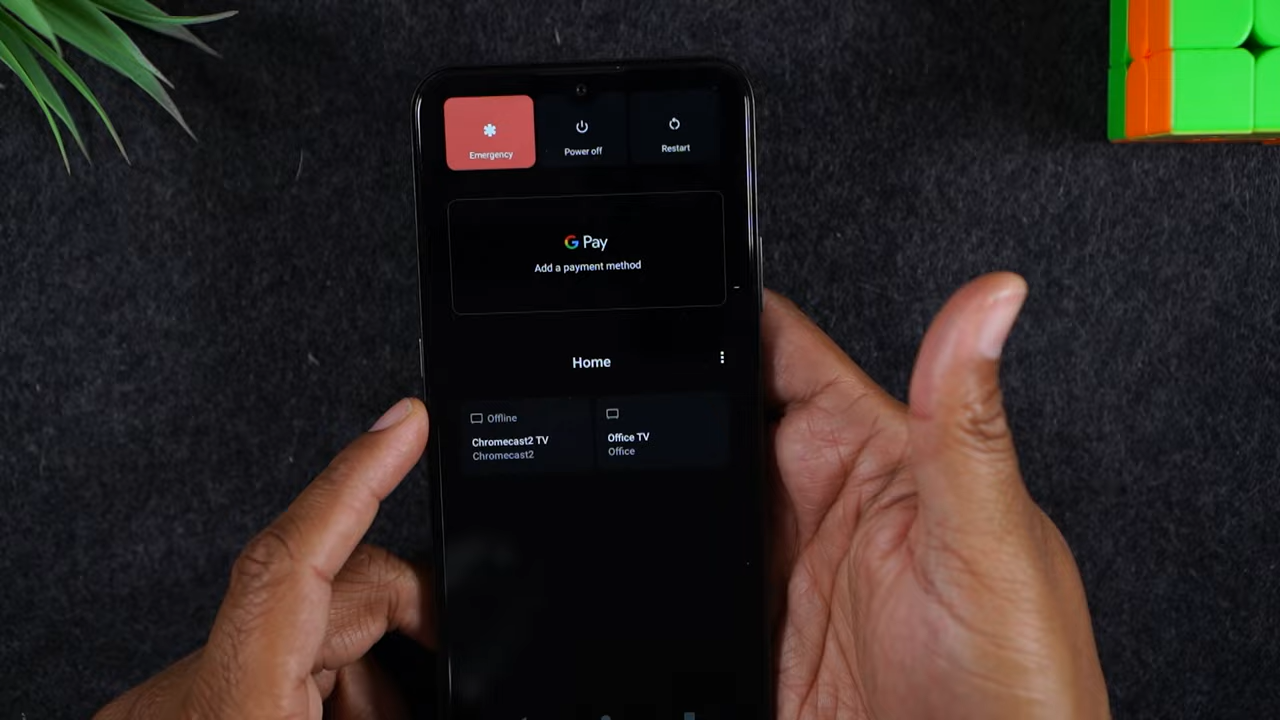 Emergency
Power off
Restart
G Pay
Add a payment method
Home
Offline
Chromecast2 TV
Chromecast2
Office TV
Office